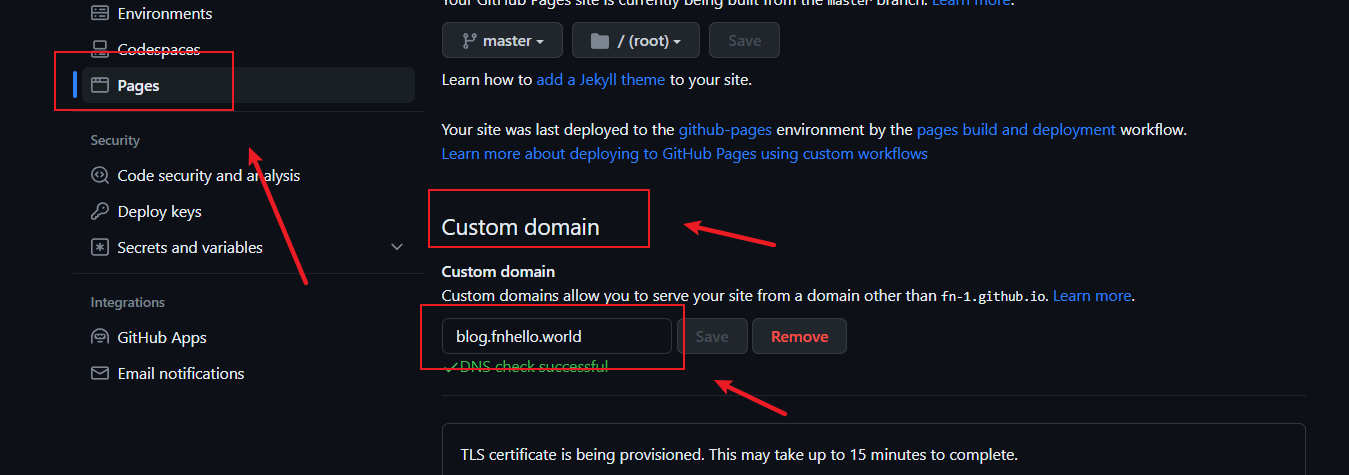 Environments
Codespaces
Pages
Security
Code security and analysis
Deploy keys
Secrets and variables
Integrations
GitHub Apps
Email notifications
Your GitHub Pages site is currently being built from the master branch. Learn more.
master
/ (root)
Save
Learn how to add a Jekyll theme to your site.
Your site was last deployed to the github-pages environment by the pages build and deployment workflow.
Learn more about deploying to GitHub Pages using custom workflows
Custom domain
Custom domain
Custom domains allow you to serve your site from a domain other than fn-1.github.io. Learn more.
blog.fnhello.world
Save
Remove
DNS check successful
TLS certificate is being provisioned. This may take up to 15 minutes to complete.